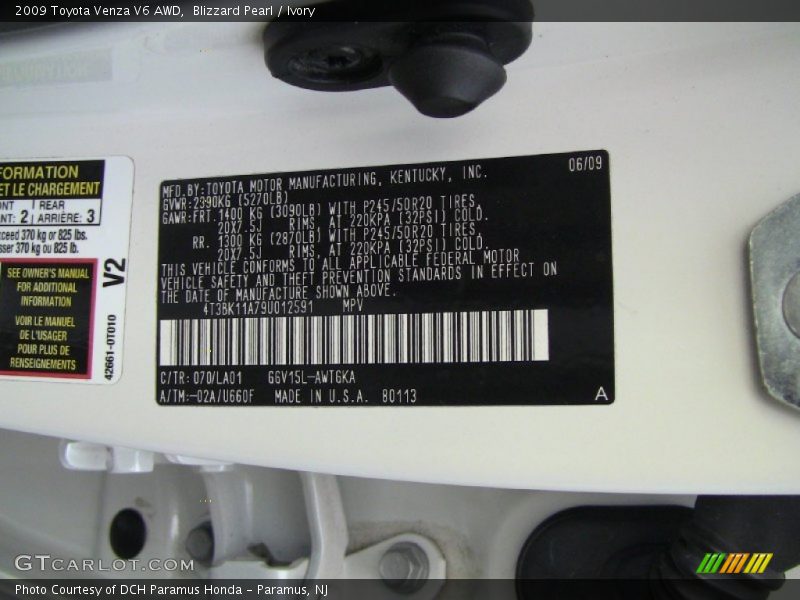 2009 Toyota Venza V6 AWD, Blizzard Pearl / Ivory
FORMATION
ET LE CHARGEMENT
ONT REAR
ANT: 2 ARRIÈRE: 3
xceed 370 kg or 825 lbs.
sser 370 kg ou 825 lb.
SEE OWNER'S MANUAL
FOR ADDITIONAL
INFORMATION
VOIR LE MANUEL
DE L'USAGER
POUR PLUS DE
RENSEIGNEMENTS
V2
42661-0T010
06/09
MFD.BY:TOYOTA MOTOR MANUFACTURING, KENTUCKY, INC.
GVWR:2390KG (5270LB)
GAWR:FRT.1400 KG (3090LB) WITH P245/50R20 TIRES,
20X7.5J RIMS, AT 220KPA (32PSI) COLD.
RR. 1300 KG (2870LB) WITH P245/50R20 TIRES,
20X7.5J RIMS, AT 220KPA (32PSI) COLD.
THIS VEHICLE CONFORMS TO ALL APPLICABLE FEDERAL MOTOR
VEHICLE SAFETY AND THEFT PREVENTION STANDARDS IN EFFECT ON
THE DATE OF MANUFACTURE SHOWN ABOVE.
4T3BK11A79U012591 MPV
C/TR: 070/LA01 GGV15L-AWTGKA
A/TM:-02A/U660F MADE IN U.S.A. 80113
A
GTCARLOT.COM
Photo Courtesy of DCH Paramus Honda - Paramus, NJ